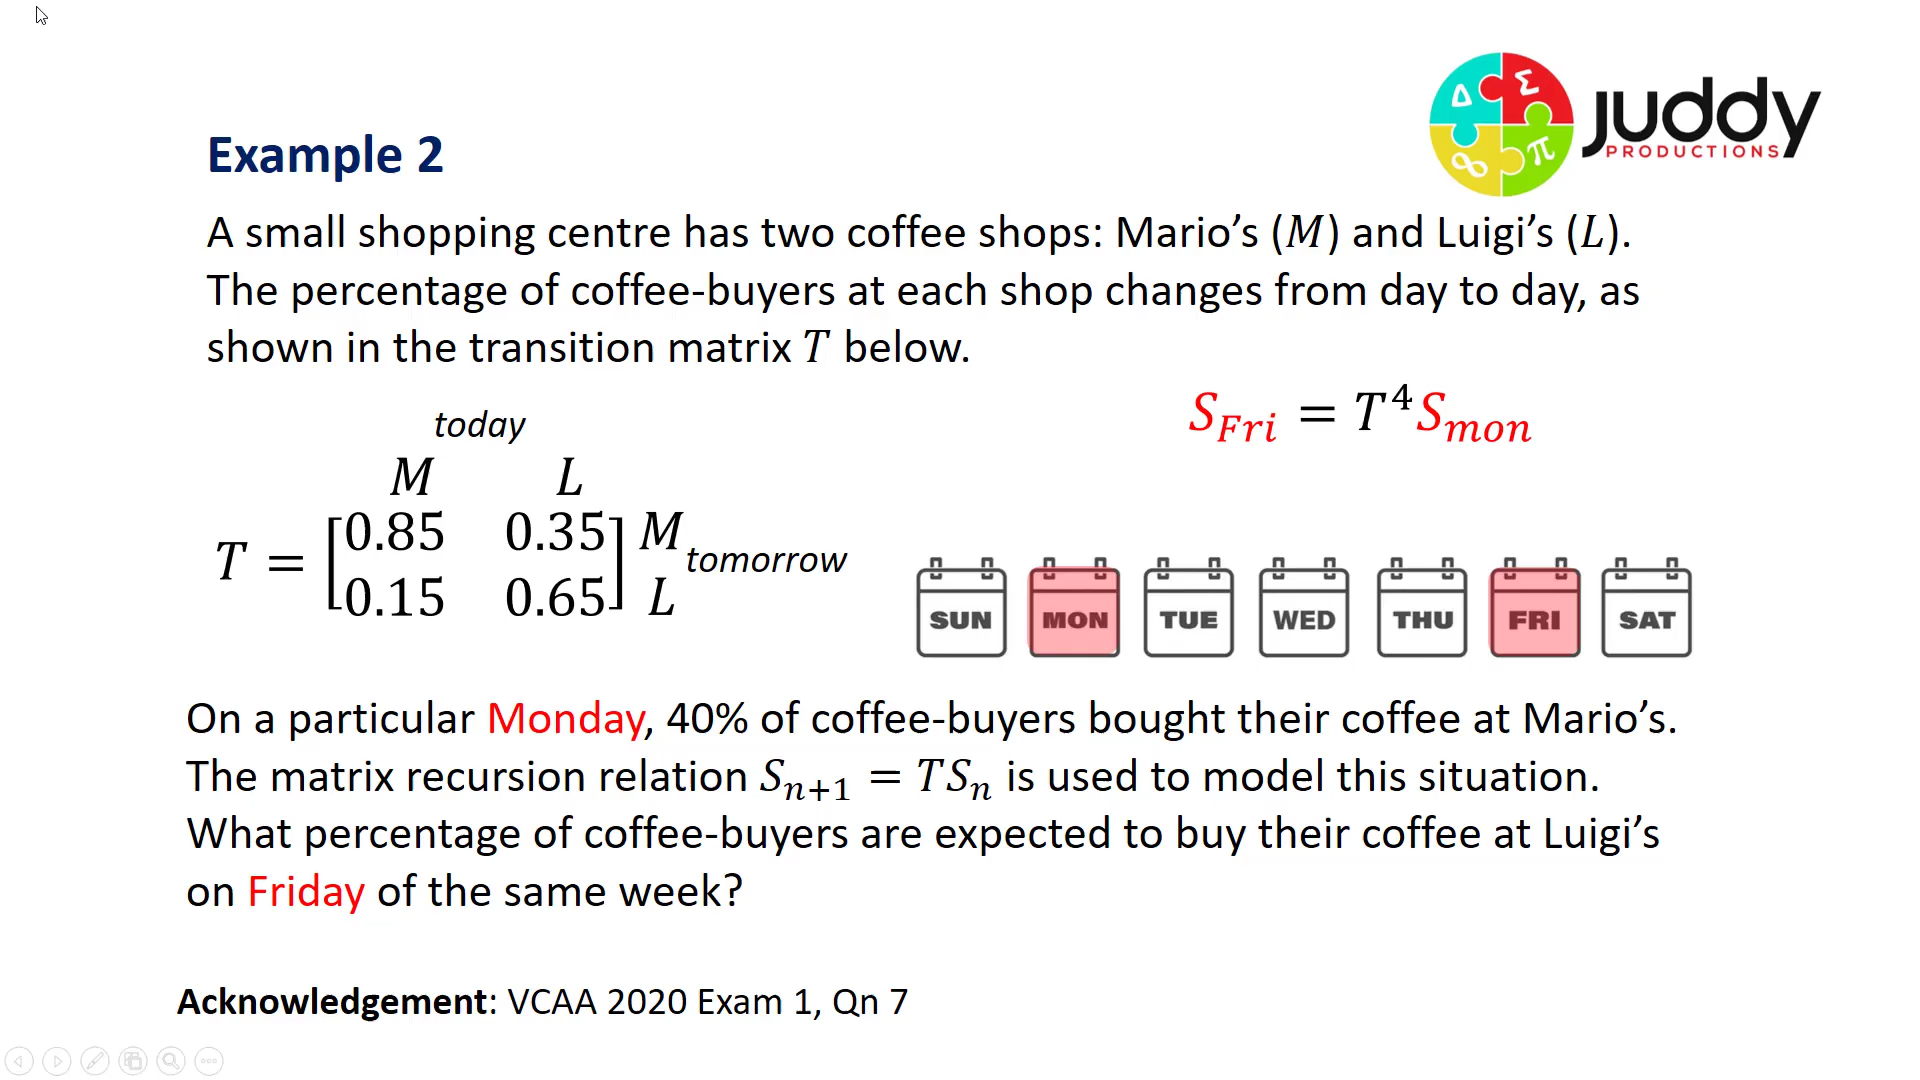 Δ Σ
juddy
∞ π
PRODUCTIONS
Example 2
A small shopping centre has two coffee shops: Mario’s (M) and Luigi’s (L).
The percentage of coffee-buyers at each shop changes from day to day, as
shown in the transition matrix T below.
S_Fri = T^4 S_mon
today
M L
T = [0.85 0.35] M
tomorrow
[0.15 0.65] L
SUN MON TUE WED THU FRI SAT
On a particular Monday, 40% of coffee-buyers bought their coffee at Mario’s.
The matrix recursion relation S_{n+1} = TS_n is used to model this situation.
What percentage of coffee-buyers are expected to buy their coffee at Luigi’s
on Friday of the same week?
Acknowledgement: VCAA 2020 Exam 1, Qn 7